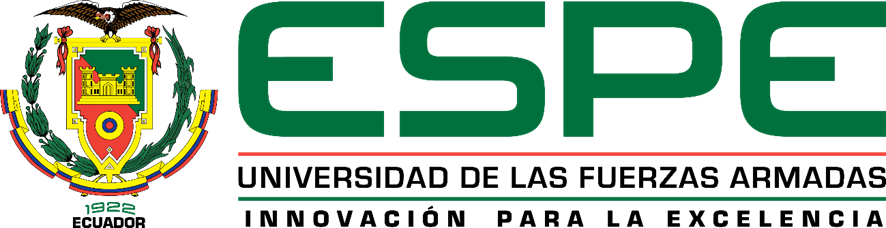 ESPE
UNIVERSIDAD DE LAS FUERZAS ARMADAS
INNOVACIÓN PARA LA EXCELENCIA
1922
ECUADOR